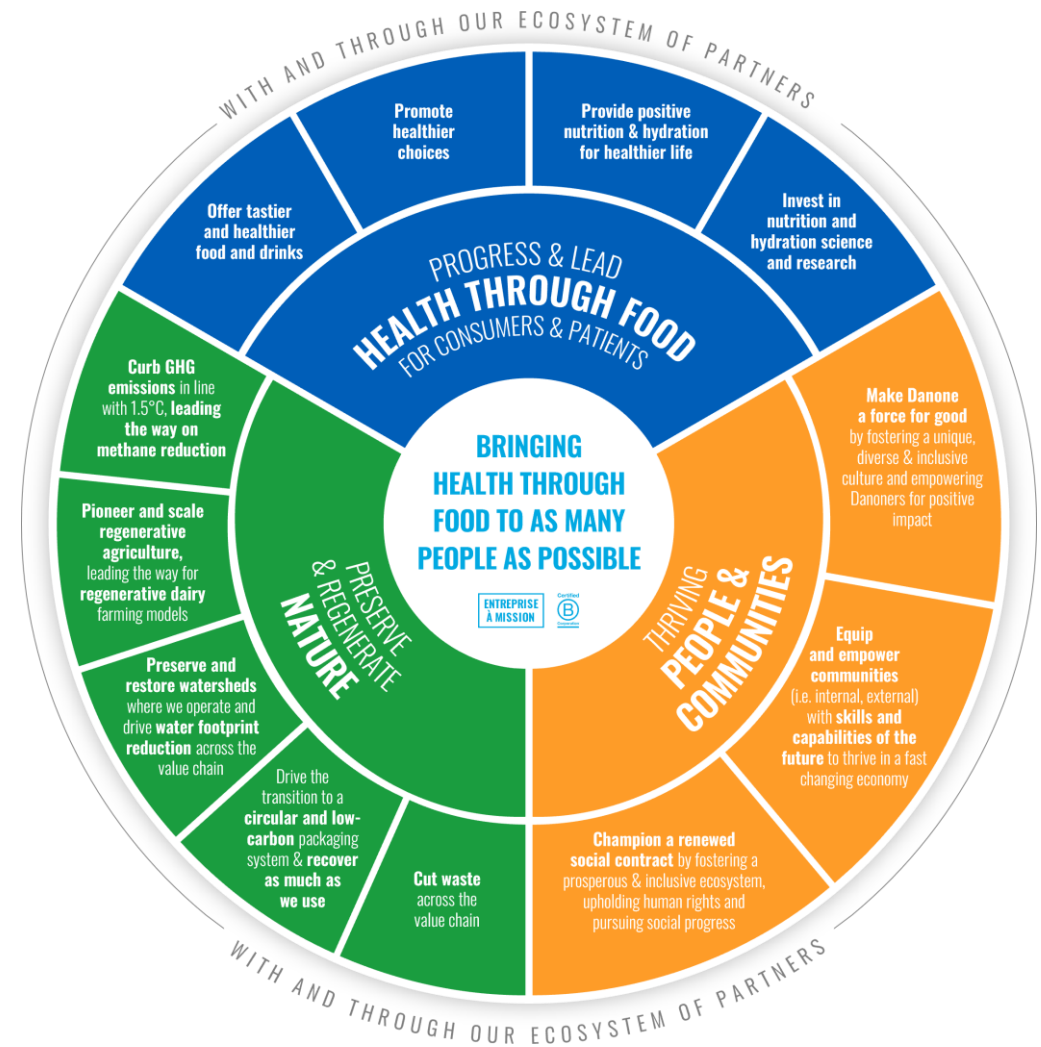 WITH AND THROUGH OUR ECOSYSTEM OF PARTNERS
Offer tastier
and healthier
food and drinks
Promote
healthier
choices
Provide positive
nutrition & hydration
for healthier life
Invest in
nutrition and
hydration science
and research
PROGRESS & LEAD
HEALTH THROUGH FOOD
FOR CONSUMERS & PATIENTS
BRINGING
HEALTH THROUGH
FOOD TO AS MANY
PEOPLE AS POSSIBLE
ENTREPRISE
À MISSION
Certified
B
Corporation
THRIVING
PEOPLE &
COMMUNITIES
Make Danone
a force for good
by fostering a unique,
diverse & inclusive
culture and empowering
Danoners for positive
impact
Equip
and empower
communities
(i.e. internal, external)
with skills and
capabilities of the
future to thrive in a fast
changing economy
Champion a renewed
social contract by fostering a
prosperous & inclusive ecosystem,
upholding human rights and
pursuing social progress
PRESERVE
& REGENERATE
NATURE
Curb GHG
emissions in line
with 1.5°C, leading
the way on
methane reduction
Pioneer and scale
regenerative
agriculture,
leading the way for
regenerative dairy
farming models
Preserve and
restore watersheds
where we operate and
drive water footprint
reduction across the
value chain
Drive the
transition to a
circular and low-
carbon packaging
system & recover
as much as
we use
Cut waste
across the
value chain
WITH AND THROUGH OUR ECOSYSTEM OF PARTNERS